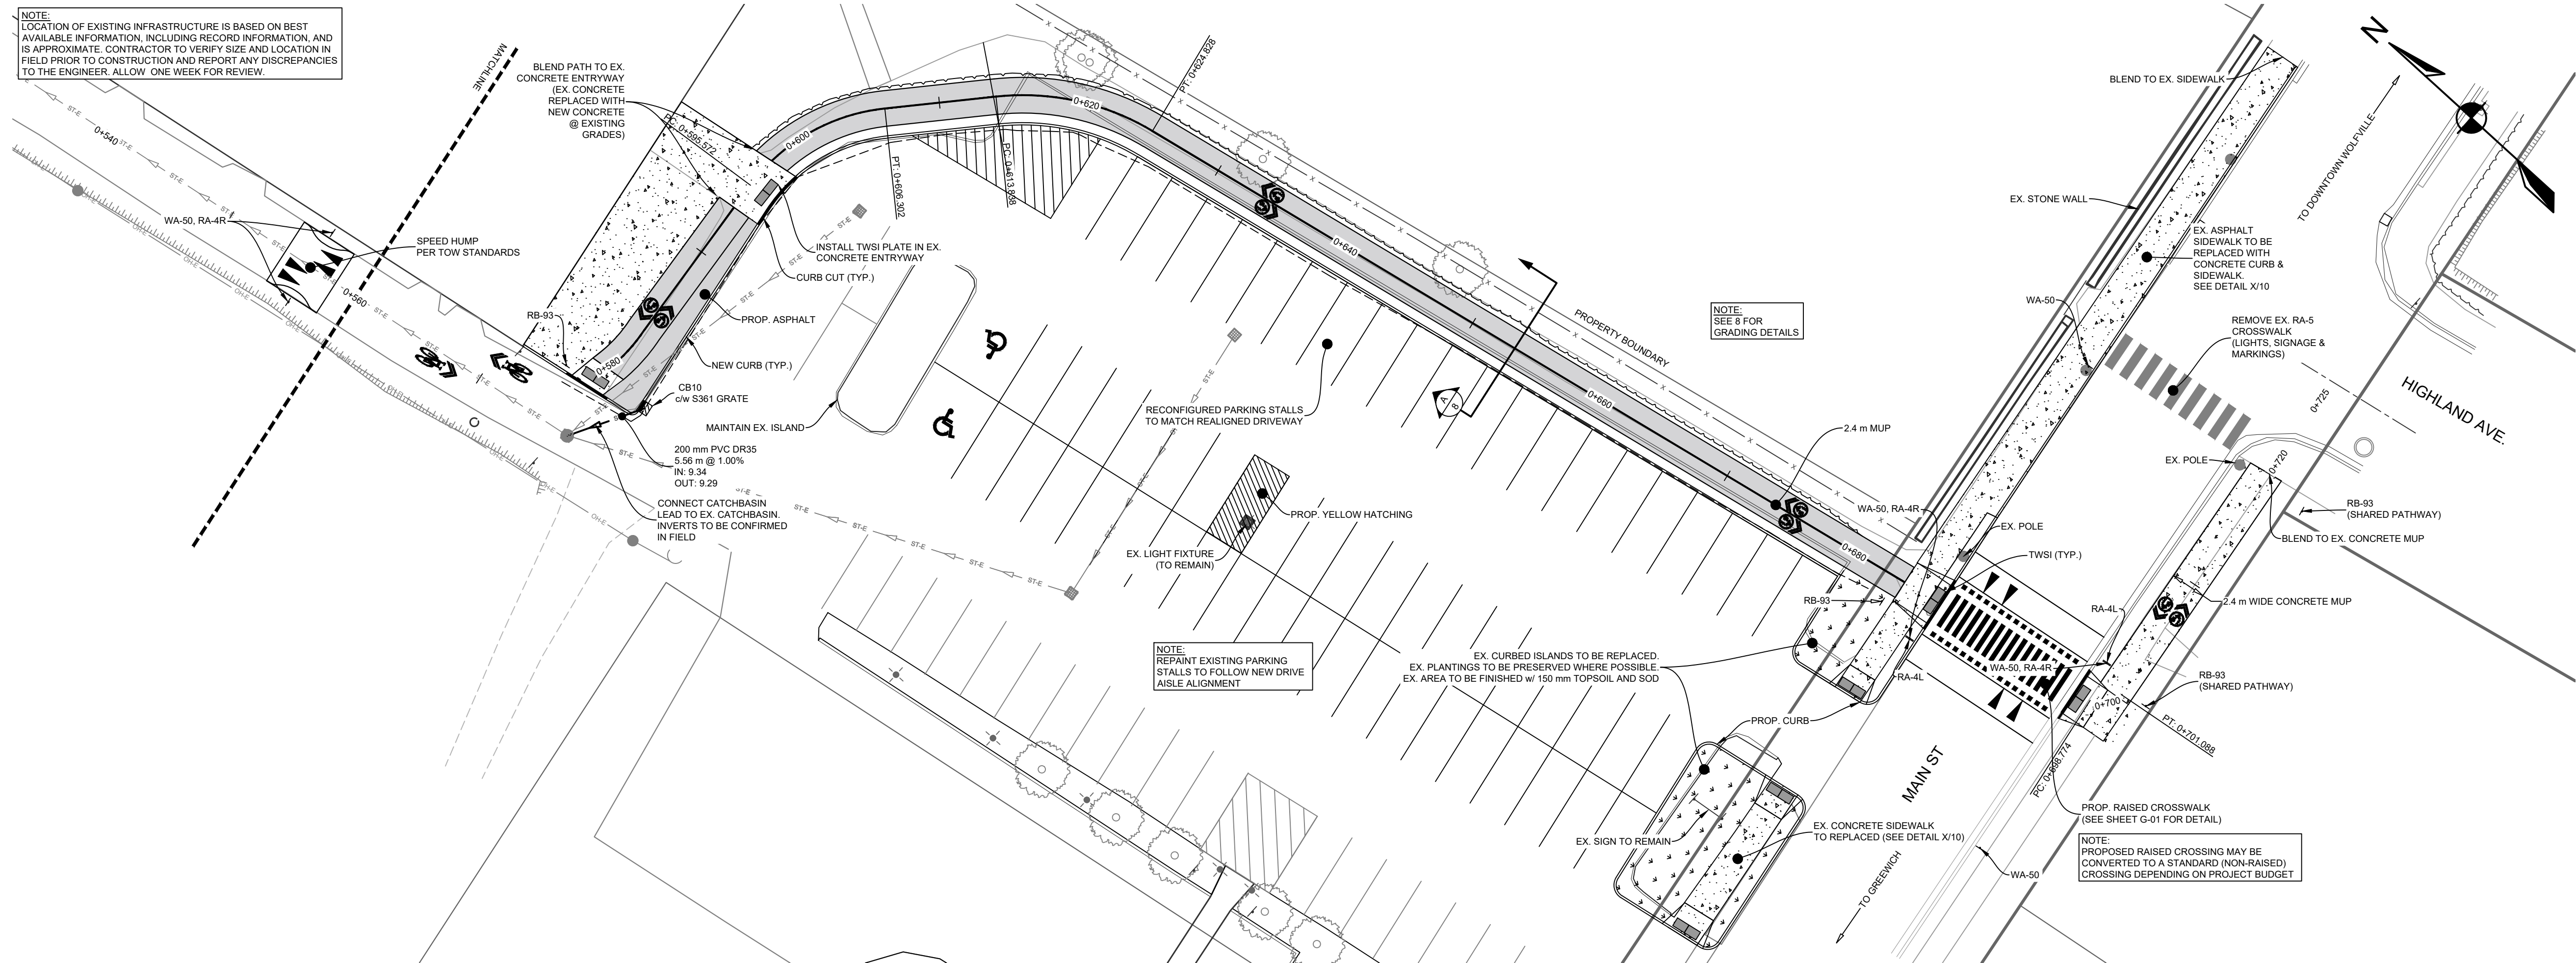 NOTE:
LOCATION OF EXISTING INFRASTRUCTURE IS BASED ON BEST
AVAILABLE INFORMATION, INCLUDING RECORD INFORMATION, AND
IS APPROXIMATE. CONTRACTOR TO VERIFY SIZE AND LOCATION IN
FIELD PRIOR TO CONSTRUCTION AND REPORT ANY DISCREPANCIES
TO THE ENGINEER. ALLOW ONE WEEK FOR REVIEW.
MATCHLINE
ST-E
0+540
ST-E
ST-E
WA-50, RA-4R
SPEED HUMP
PER TOW STANDARDS
0+560
OH-E
OH-E
OH-E
ST-E
BLEND PATH TO EX.
CONCRETE ENTRYWAY
(EX. CONCRETE
REPLACED WITH
NEW CONCRETE
@ EXISTING
GRADES)
PC: 0+595.572
0+600
PT: 0+606.302
PC: 0+613.898
0+620
PT: 0+624.828
INSTALL TWSI PLATE IN EX.
CONCRETE ENTRYWAY
CURB CUT (TYP.)
ST-E
PROP. ASPHALT
RB-93
0+580
NEW CURB (TYP.)
CB10
c/w S361 GRATE
MAINTAIN EX. ISLAND
200 mm PVC DR35
5.56 m @ 1.00%
IN: 9.34
OUT: 9.29
CONNECT CATCHBASIN
LEAD TO EX. CATCHBASIN.
INVERTS TO BE CONFIRMED
IN FIELD
ST-E
ST-E
ST-E
ST-E
ST-E
0+640
PROPERTY BOUNDARY
A
8
NOTE:
SEE 8 FOR
GRADING DETAILS
RECONFIGURED PARKING STALLS
TO MATCH REALIGNED DRIVEWAY
0+660
2.4 m MUP
PROP. YELLOW HATCHING
EX. LIGHT FIXTURE
(TO REMAIN)
0+680
NOTE:
REPAINT EXISTING PARKING
STALLS TO FOLLOW NEW DRIVE
AISLE ALIGNMENT
EX. CURBED ISLANDS TO BE REPLACED.
EX. PLANTINGS TO BE PRESERVED WHERE POSSIBLE.
EX. AREA TO BE FINISHED w/ 150 mm TOPSOIL AND SOD
RB-93
PROP. CURB
EX. SIGN TO REMAIN
EX. CONCRETE SIDEWALK
TO REPLACED (SEE DETAIL X/10)
BLEND TO EX. SIDEWALK
N
TO DOWNTOWN WOLFVILLE
EX. STONE WALL
EX. ASPHALT
SIDEWALK TO BE
REPLACED WITH
CONCRETE CURB &
SIDEWALK.
SEE DETAIL X/10
WA-50
REMOVE EX. RA-5
CROSSWALK
(LIGHTS, SIGNAGE &
MARKINGS)
0+725
HIGHLAND AVE.
EX. POLE
0+720
RB-93
(SHARED PATHWAY)
BLEND TO EX. CONCRETE MUP
WA-50, RA-4R
EX. POLE
TWSI (TYP.)
2.4 m WIDE CONCRETE MUP
RA-4L
WA-50, RA-4R
RA-4L
RB-93
(SHARED PATHWAY)
0+700
PT: 0+701.088
PC: 0+698.774
MAIN ST
PROP. RAISED CROSSWALK
(SEE SHEET G-01 FOR DETAIL)
NOTE:
PROPOSED RAISED CROSSING MAY BE
CONVERTED TO A STANDARD (NON-RAISED)
CROSSING DEPENDING ON PROJECT BUDGET
WA-50
TO GREEWICH